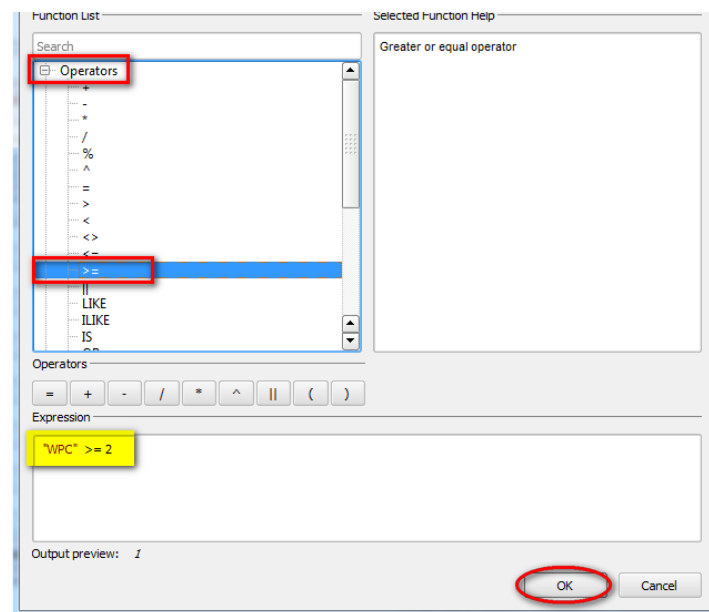 Function List
Selected Function Help
Search
Greater or equal operator
Operators
+
-
*
/
%
^
=
>
<
<>
<=
>=
||
LIKE
ILIKE
IS
OR
Operators
= + - / * ^ || ( )
Expression
"WPC" >= 2
Output preview: 1
OK Cancel